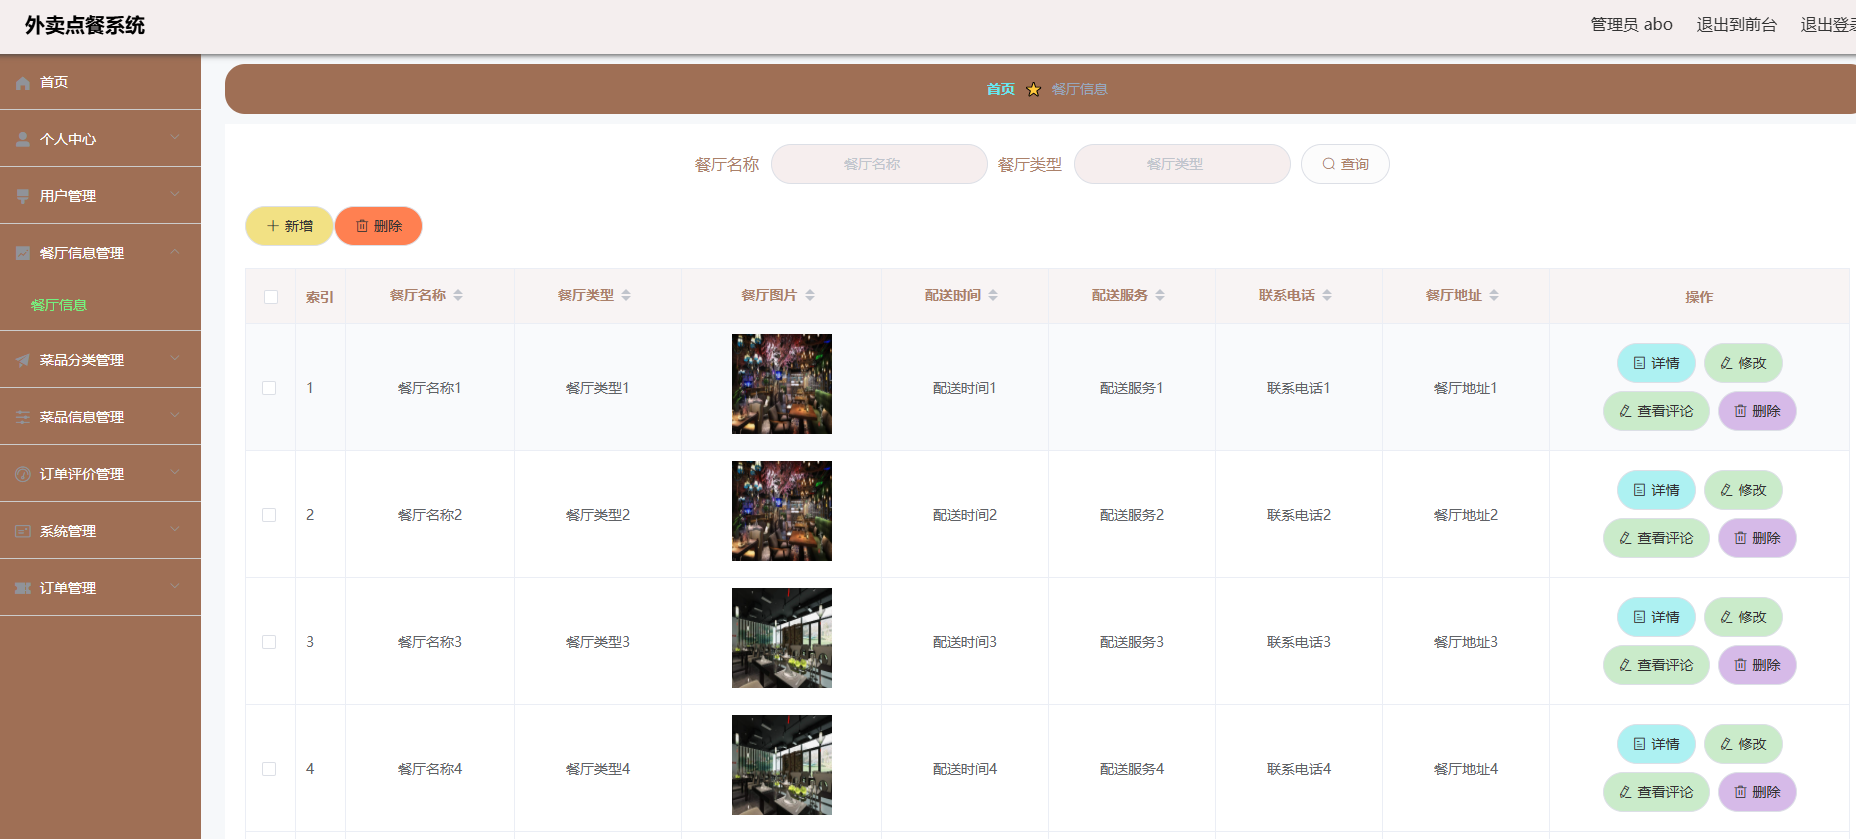 外卖点餐系统
管理员 abo 退出到前台 退出登录
首页
个人中心
用户管理
餐厅信息管理
餐厅信息
菜品分类管理
菜品信息管理
订单评价管理
系统管理
订单管理
首页 餐厅信息
餐厅名称 餐厅名称 餐厅类型 餐厅类型 查询
新增 删除
索引 餐厅名称 餐厅类型 餐厅图片 配送时间 配送服务 联系电话 餐厅地址 操作
1 餐厅名称1 餐厅类型1 配送时间1 配送服务1 联系电话1 餐厅地址1
详情 修改
查看评论 删除
2 餐厅名称2 餐厅类型2 配送时间2 配送服务2 联系电话2 餐厅地址2
详情 修改
查看评论 删除
3 餐厅名称3 餐厅类型3 配送时间3 配送服务3 联系电话3 餐厅地址3
详情 修改
查看评论 删除
4 餐厅名称4 餐厅类型4 配送时间4 配送服务4 联系电话4 餐厅地址4
详情 修改
查看评论 删除